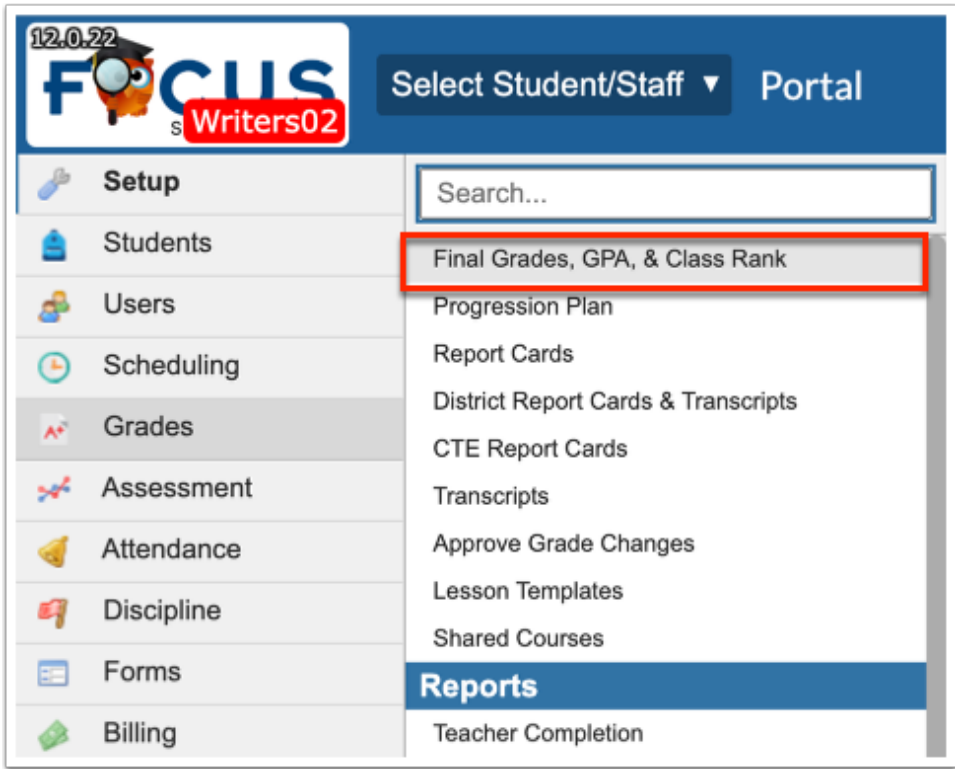 12.0.22
FOCUS
S
Writers02
Select Student/Staff ▼
Portal
Setup
Students
Users
Scheduling
A+
Grades
Assessment
Attendance
Discipline
Forms
Billing
Search...
Final Grades, GPA, & Class Rank
Progression Plan
Report Cards
District Report Cards & Transcripts
CTE Report Cards
Transcripts
Approve Grade Changes
Lesson Templates
Shared Courses
Reports
Teacher Completion